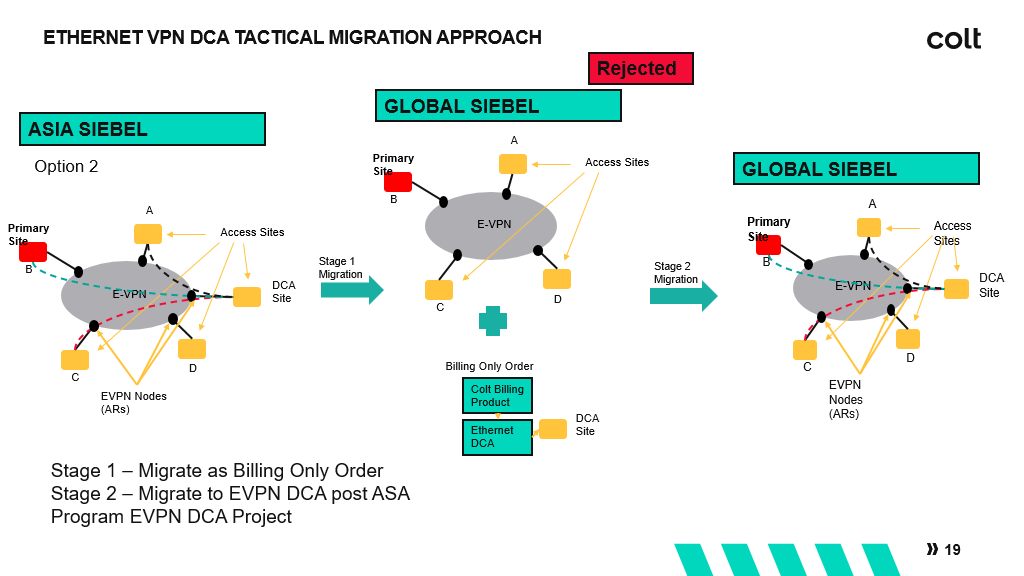 ETHERNET VPN DCA TACTICAL MIGRATION APPROACH
colt
Rejected
ASIA SIEBEL
Option 2
Primary
Site
B
A
Access Sites
E-VPN
DCA
Site
C
D
EVPN Nodes
(ARs)
Stage 1
Migration
GLOBAL SIEBEL
Primary
Site
B
A
Access Sites
E-VPN
C
D
Billing Only Order
Colt Billing
Product
Ethernet
DCA
DCA
Site
Stage 2
Migration
GLOBAL SIEBEL
Primary
Site
B
A
Access
Sites
E-VPN
DCA
Site
C
D
EVPN
Nodes
(ARs)
Stage 1 – Migrate as Billing Only Order
Stage 2 – Migrate to EVPN DCA post ASA
Program EVPN DCA Project
19